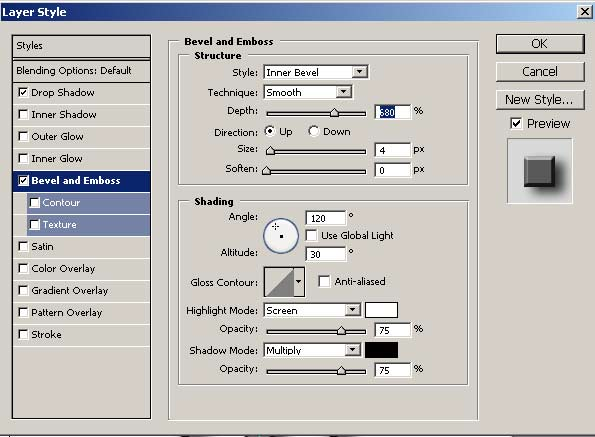 Layer Style
Styles
Blending Options: Default
Drop Shadow
Inner Shadow
Outer Glow
Inner Glow
Bevel and Emboss
Contour
Texture
Satin
Color Overlay
Gradient Overlay
Pattern Overlay
Stroke
Bevel and Emboss
Structure
Style: Inner Bevel
Technique: Smooth
Depth: 680 %
Direction: Up Down
Size: 4 px
Soften: 0 px
Shading
Angle: 120 °
Use Global Light
Altitude: 30 °
Gloss Contour: Anti-aliased
Highlight Mode: Screen
Opacity: 75 %
Shadow Mode: Multiply
Opacity: 75 %
OK
Cancel
New Style...
Preview